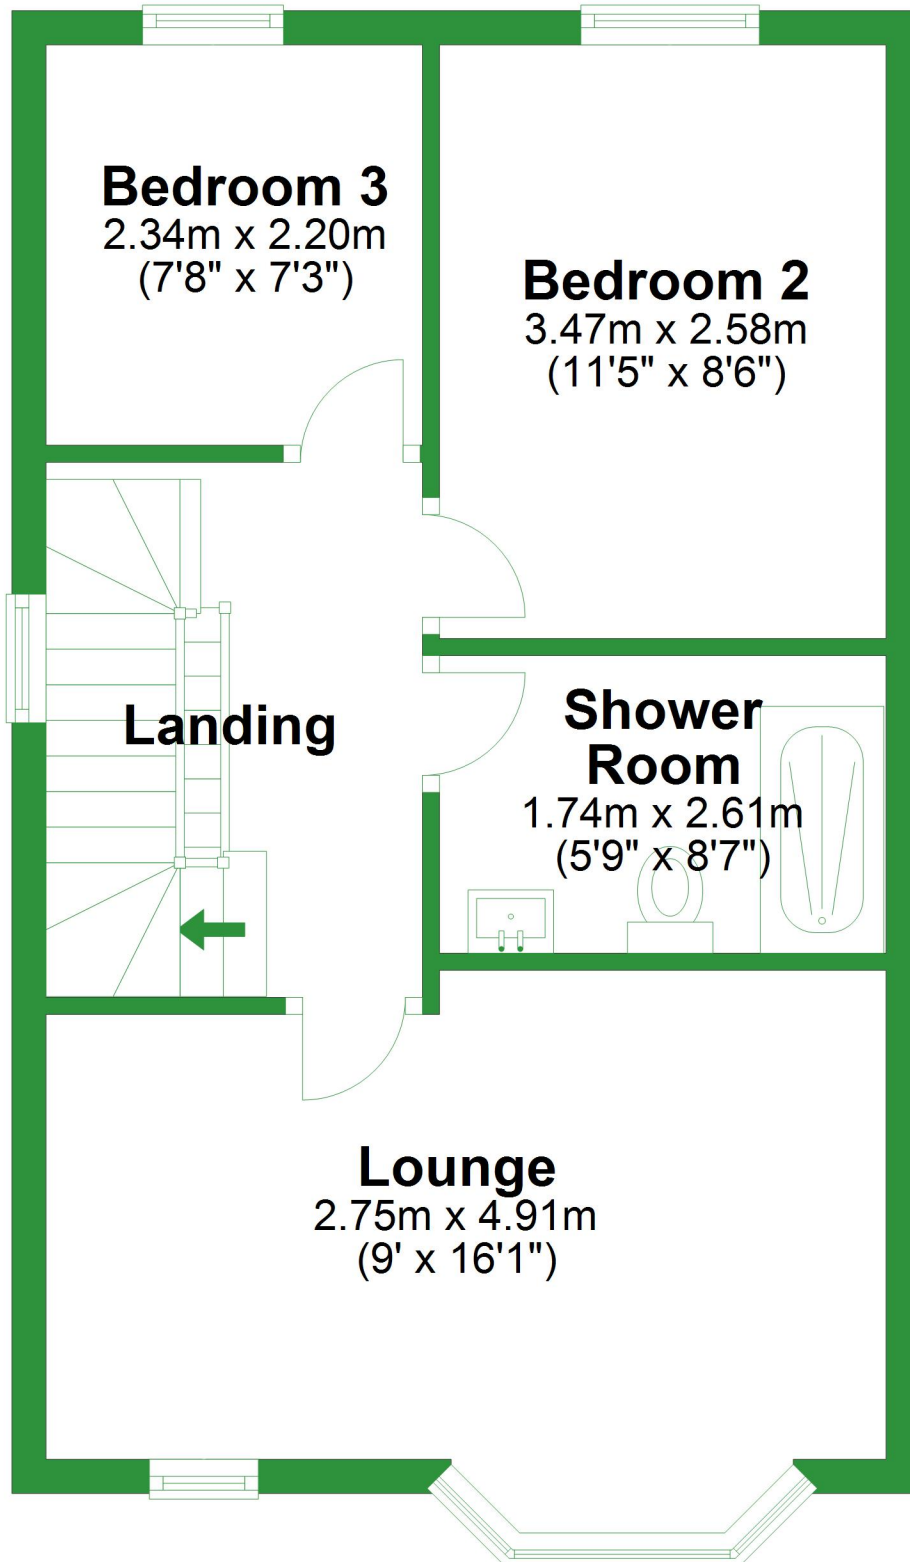 Bedroom 3
2.34m x 2.20m
(7'8" x 7'3")
Bedroom 2
3.47m x 2.58m
(11'5" x 8'6")
Landing
Shower
Room
1.74m x 2.61m
(5'9" x 8'7")
Lounge
2.75m x 4.91m
(9' x 16'1")